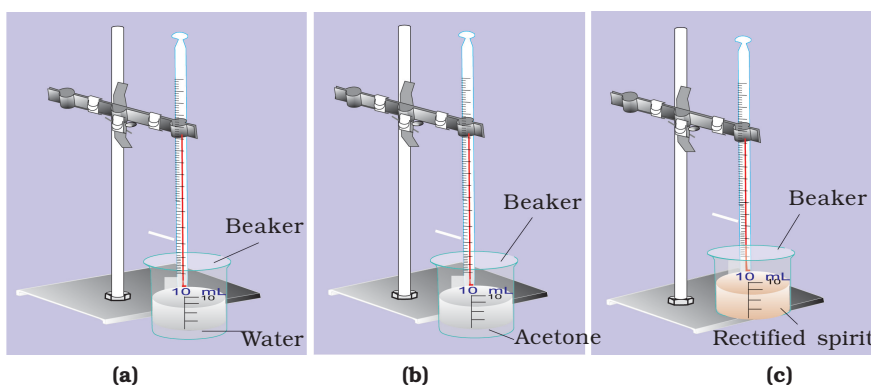 Beaker
10 mL
10
Water
(a)
Beaker
10 mL
10
Acetone
(b)
Beaker
10 mL
10
Rectified spirit
(c)